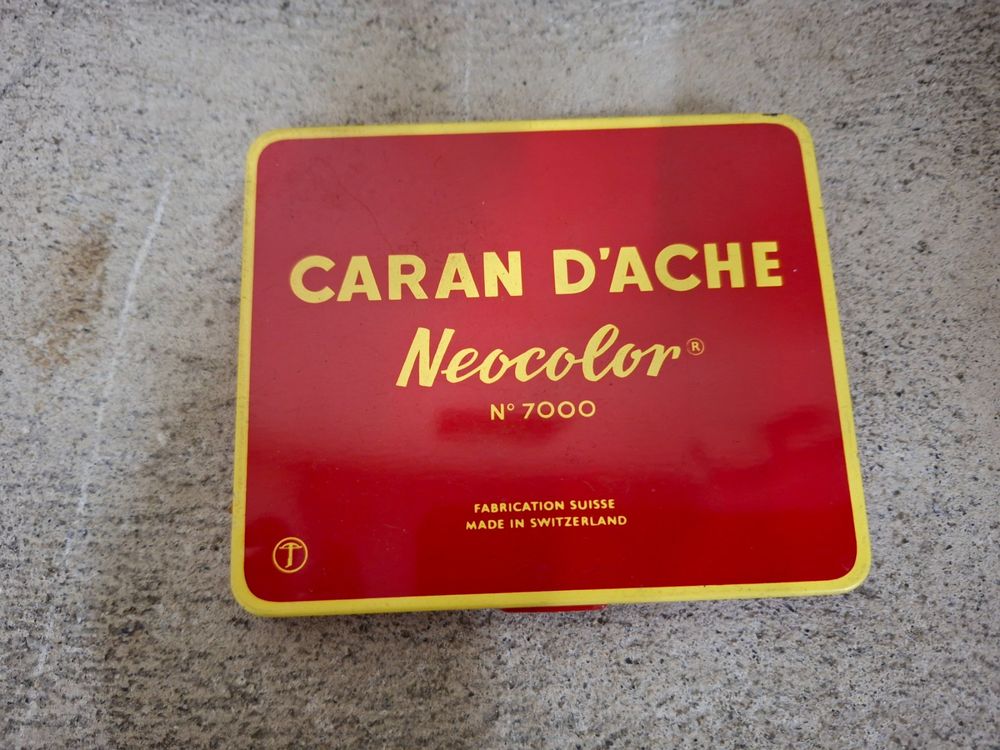 CARAN D'ACHE
Neocolor®
N° 7000
FABRICATION SUISSE
MADE IN SWITZERLAND